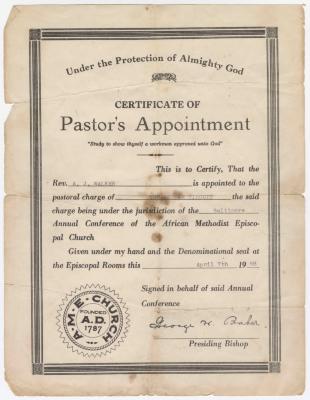 Under the Protection of Almighty God
CERTIFICATE OF
Pastor's Appointment
"Study to show thyself a workman approved unto God"
This is to Certify, That the
Rev. A. J. WALKER is appointed to the
pastoral charge of the said
charge being under the jurisdiction of the Baltimore
Annual Conference of the African Methodist Episco-
pal Church
Given under my hand and the Denominational seal at
the Episcopal Rooms this April 7th 19
Signed in behalf of said Annual
Conference
George W. Baber
Presiding Bishop
A·M·E·CHURCH
FOUNDED
A.D.
1787